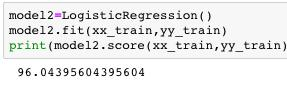 model2=LogisticRegression()
model2.fit(xx_train,yy_train)
print(model2.score(xx_train,yy_train)
96.04395604395604